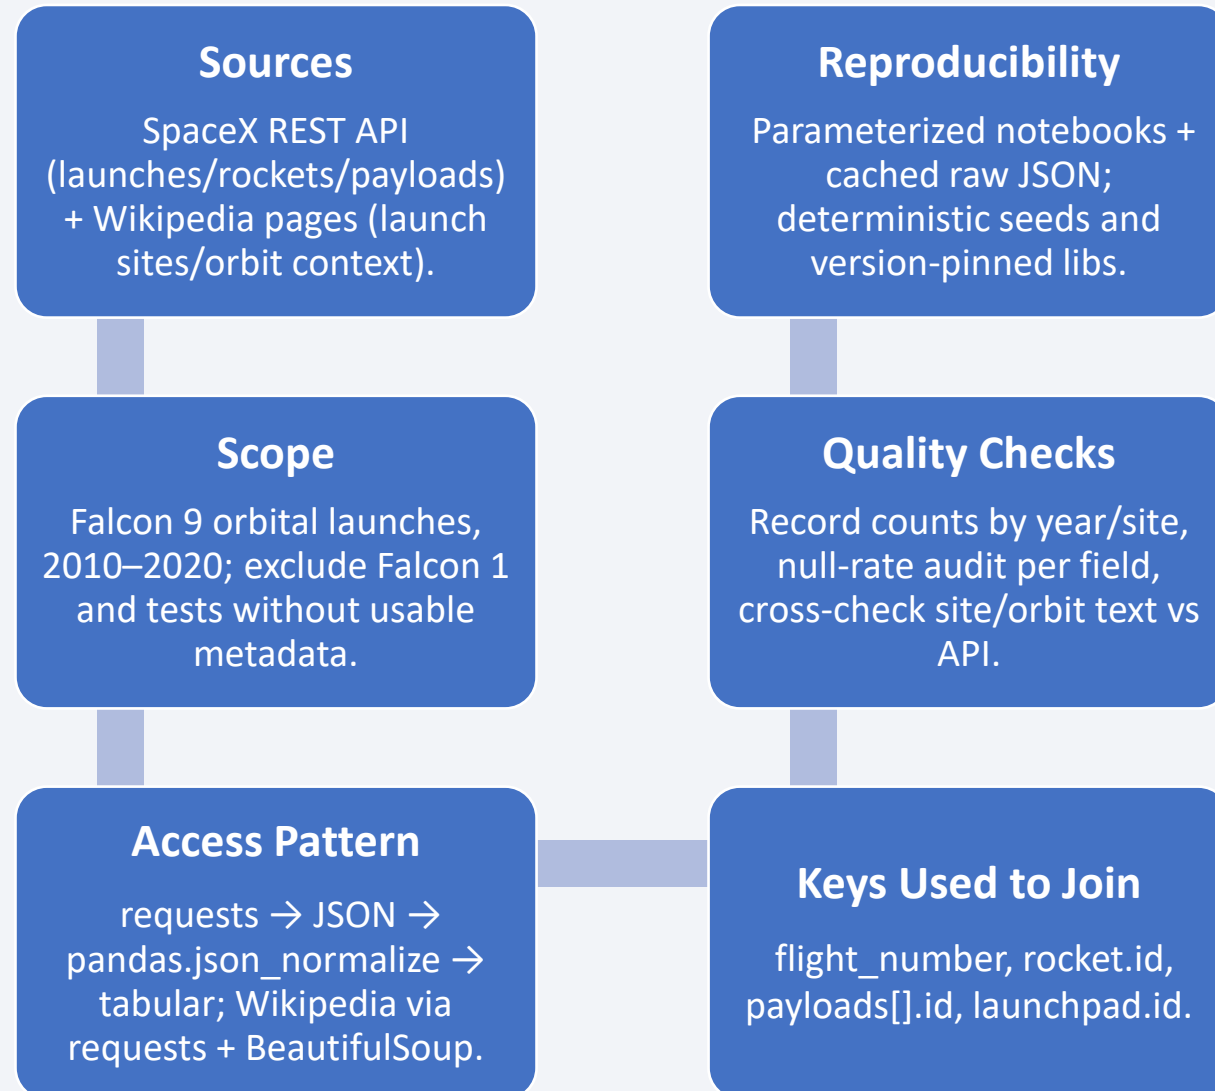 Sources
SpaceX REST API
(launches/rockets/payloads)
+ Wikipedia pages (launch
sites/orbit context).
Scope
Falcon 9 orbital launches,
2010–2020; exclude Falcon 1
and tests without usable
metadata.
Access Pattern
requests → JSON →
pandas.json_normalize →
tabular; Wikipedia via
requests + BeautifulSoup.
Keys Used to Join
flight_number, rocket.id,
payloads[].id, launchpad.id.
Quality Checks
Record counts by year/site,
null-rate audit per field,
cross-check site/orbit text vs
API.
Reproducibility
Parameterized notebooks +
cached raw JSON;
deterministic seeds and
version-pinned libs.